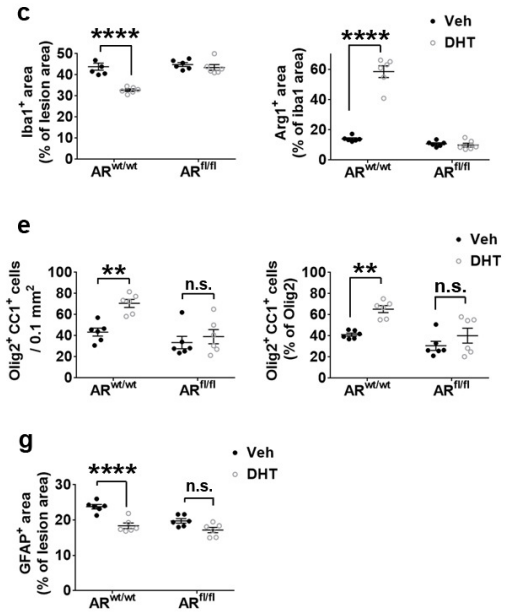 c
Veh
DHT
****
Iba1+ area
(% of lesion area)
50
40
30
20
10
0
ARwt/wt
ARfl/fl
****
Arg1+ area
(% of iba1 area)
60
40
20
0
ARwt/wt
ARfl/fl
e
Veh
DHT
**
n.s.
Olig2+CC1+ cells
/ 0.1 mm2
100
80
60
40
20
0
ARwt/wt
ARfl/fl
**
n.s.
Olig2+CC1+ cells
(% of Olig2)
100
80
60
40
20
0
ARwt/wt
ARfl/fl
g
Veh
DHT
****
n.s.
GFAP+ area
(% of lesion area)
30
20
10
0
ARwt/wt
ARfl/fl